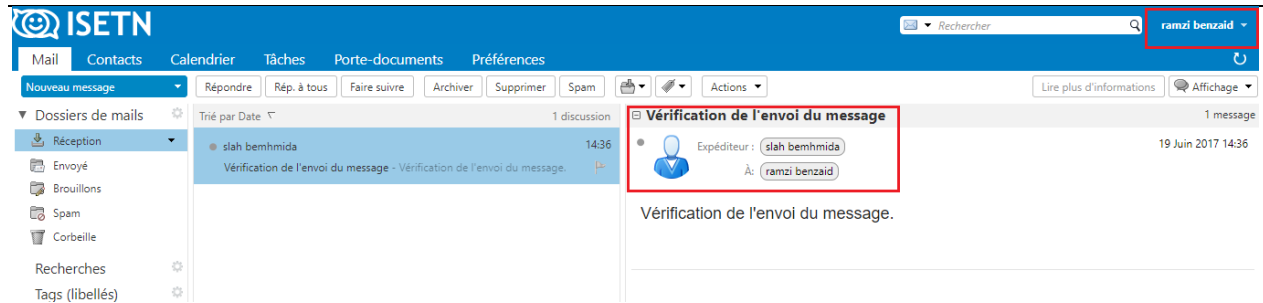 ISETN
Rechercher
ramzi benzaid
Mail Contacts Calendrier Tâches Porte-documents Préférences
Nouveau message
Répondre Rép. à tous Faire suivre Archiver Supprimer Spam Actions Lire plus d'informations Affichage
Dossiers de mails
Réception
Envoyé
Brouillons
Spam
Corbeille
Recherches
Tags (libellés)
Trié par Date 1 discussion
slah bemhmida 14:36
Vérification de l'envoi du message - Vérification de l'envoi du message.
Vérification de l'envoi du message 1 message
Expéditeur : slah bemhmida 19 Juin 2017 14:36
À: ramzi benzaid
Vérification de l'envoi du message.